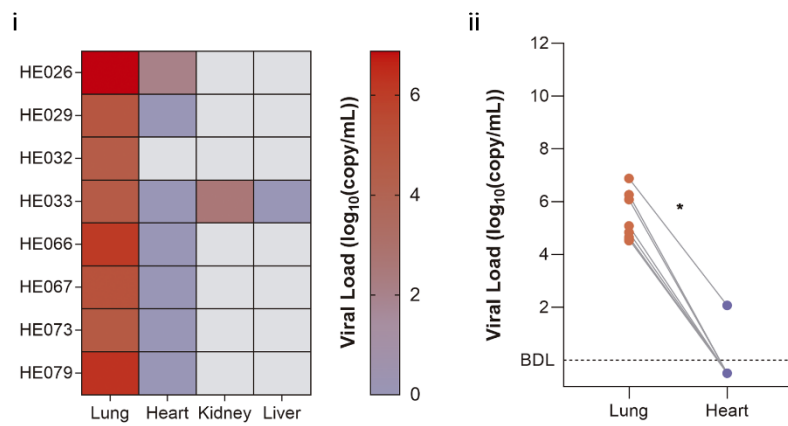 i
HE026
HE029
HE032
HE033
HE066
HE067
HE073
HE079
Lung Heart Kidney Liver
6
4
2
0
Viral Load (log10(copy/mL))
ii
12
10
8
6
4
2
BDL
Viral Load (log10(copy/mL))
*
Lung Heart